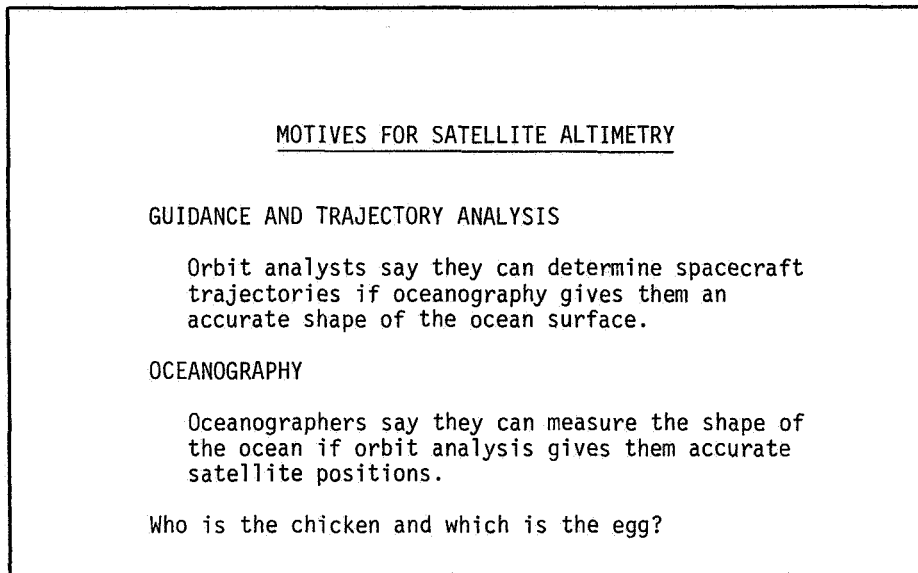 MOTIVES FOR SATELLITE ALTIMETRY
GUIDANCE AND TRAJECTORY ANALYSIS
Orbit analysts say they can determine spacecraft
trajectories if oceanography gives them an
accurate shape of the ocean surface.
OCEANOGRAPHY
Oceanographers say they can measure the shape of
the ocean if orbit analysis gives them accurate
satellite positions.
Who is the chicken and which is the egg?